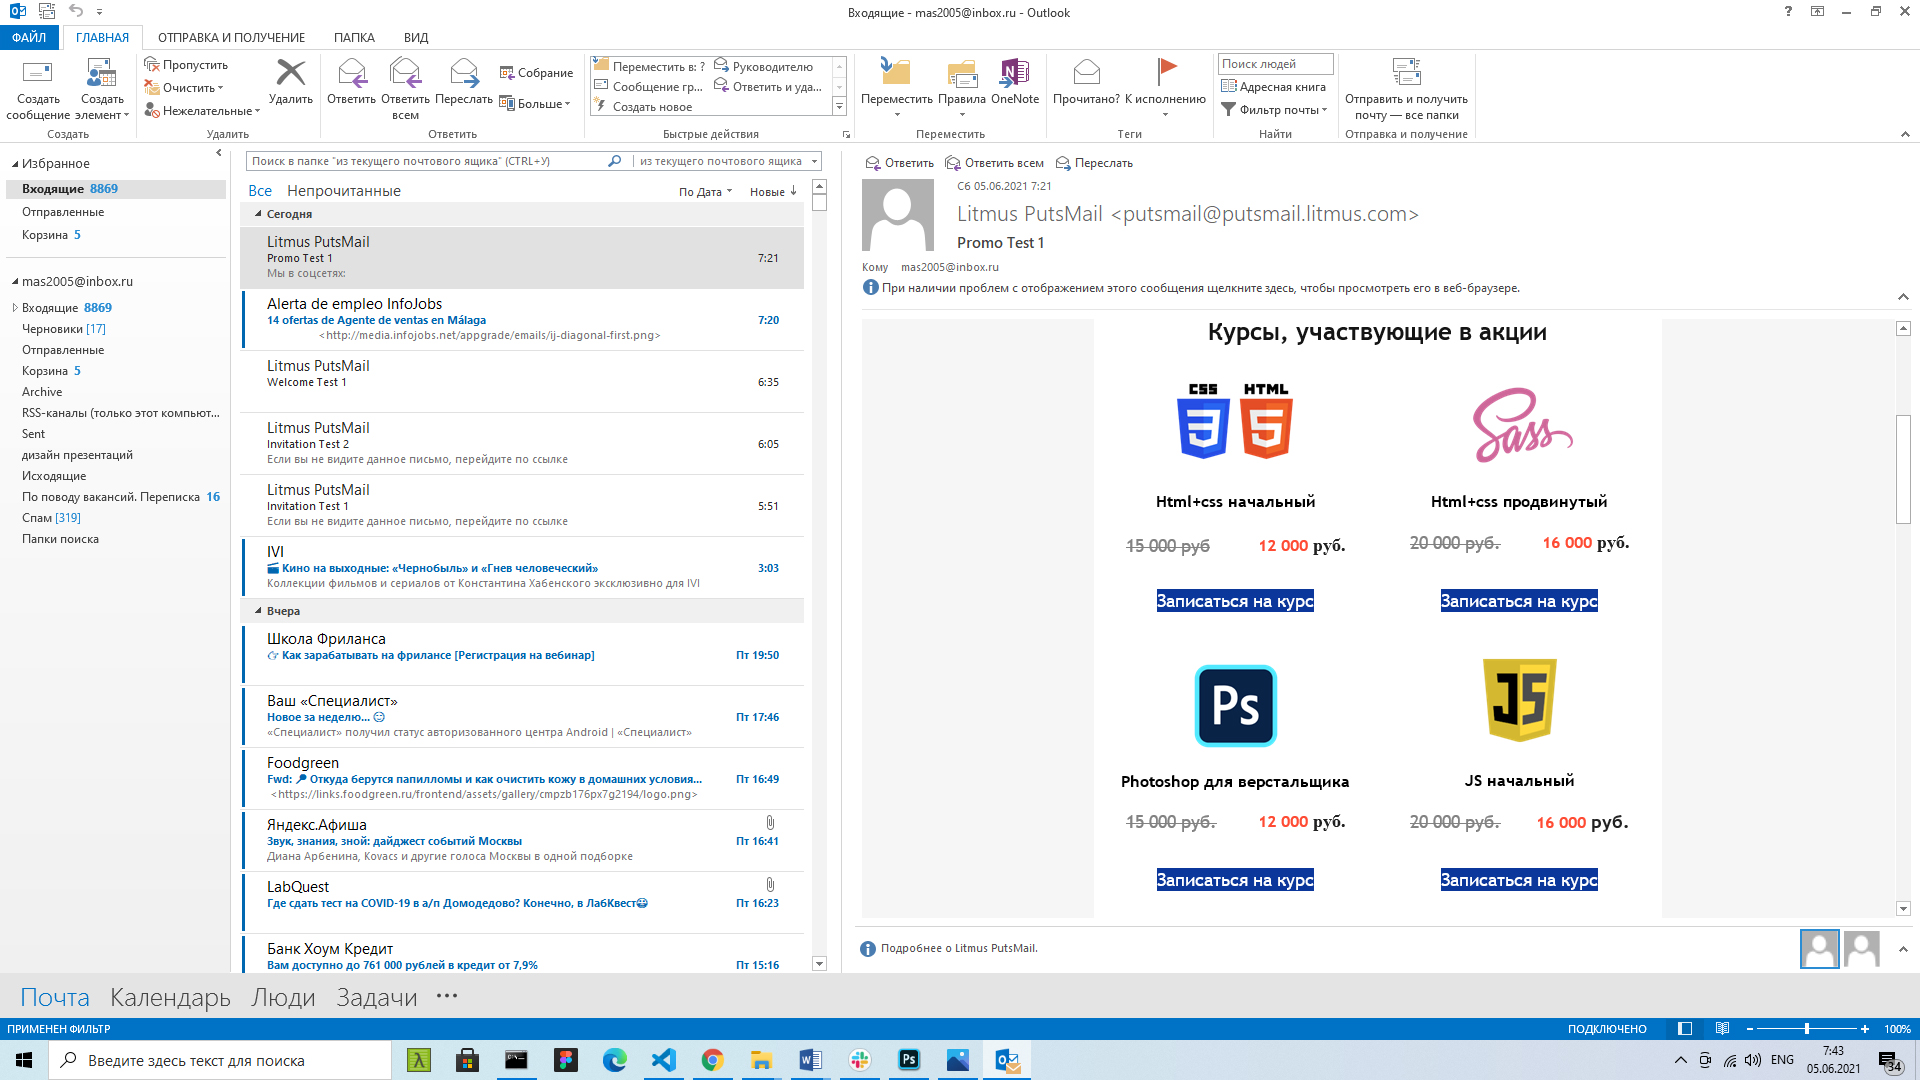 Входящие - mas2005@inbox.ru - Outlook
ФАЙЛ
ГЛАВНАЯ
ОТПРАВКА И ПОЛУЧЕНИЕ
ПАПКА
ВИД
Создать сообщение
Создать элемент
Создать
Пропустить
Очистить
Нежелательные
Удалить
Удалить
Ответить
Ответить всем
Переслать
Собрание
Больше
Ответить
Переместить в: ?
Сообщение гр...
Создать новое
Руководителю
Ответить и уда...
Быстрые действия
Переместить
Правила
OneNote
Переместить
Прочитано?
К исполнению
Теги
Поиск людей
Адресная книга
Фильтр почты
Найти
Отправить и получить почту — все папки
Отправка и получение
Избранное
Входящие 8869
Отправленные
Корзина 5
mas2005@inbox.ru
Входящие 8869
Черновики [17]
Отправленные
Корзина 5
Archive
RSS-каналы (только этот компьют...
Sent
дизайн презентаций
Исходящие
По поводу вакансий. Переписка 16
Спам [319]
Папки поиска
Поиск в папке "из текущего почтового ящика" (CTRL+У)
из текущего почтового ящика
Все Непрочитанные
По Дата
Новые
Сегодня
Litmus PutsMail
Promo Test 1 7:21
Мы в соцсетях:
Alerta de empleo InfoJobs
14 ofertas de Agente de ventas en Málaga 7:20
<http://media.infojobs.net/appgrade/emails/ij-diagonal-first.png>
Litmus PutsMail
Welcome Test 1 6:35
Litmus PutsMail
Invitation Test 2 6:05
Если вы не видите данное письмо, перейдите по ссылке
Litmus PutsMail
Invitation Test 1 5:51
Если вы не видите данное письмо, перейдите по ссылке
IVI
Кино на выходные: «Чернобыль» и «Гнев человеческий» 3:03
Коллекции фильмов и сериалов от Константина Хабенского эксклюзивно для IVI
Вчера
Школа Фриланса
Как зарабатывать на фрилансе [Регистрация на вебинар] Пт 19:50
Ваш «Специалист»
Новое за неделю... Пт 17:46
«Специалист» получил статус авторизованного центра Android | «Специалист»
Foodgreen
Fwd: Откуда берутся папилломы и как очистить кожу в домашних условия... Пт 16:49
<https://links.foodgreen.ru/frontend/assets/gallery/cmpzb176px7g2194/logo.png>
Яндекс.Афиша
Звук, знания, зной: дайджест событий Москвы Пт 16:41
Диана Арбенина, Kovacs и другие голоса Москвы в одной подборке
LabQuest
Где сдать тест на COVID-19 в а/п Домодедово? Конечно, в ЛабКвест Пт 16:23
Банк Хоум Кредит
Вам доступно до 761 000 рублей в кредит от 7,9% Пт 15:16
Ответить
Ответить всем
Переслать
Сб 05.06.2021 7:21
Litmus PutsMail <putsmail@putsmail.litmus.com>
Promo Test 1
Кому mas2005@inbox.ru
При наличии проблем с отображением этого сообщения щелкните здесь, чтобы просмотреть его в веб-браузере.
Курсы, участвующие в акции
CSS HTML
3 5
Sass
Html+css начальный
Html+css продвинутый
15 000 руб 12 000 руб.
20 000 руб. 16 000 руб.
Записаться на курс
Записаться на курс
Ps
JS
Photoshop для верстальщика
JS начальный
15 000 руб. 12 000 руб.
20 000 руб. 16 000 руб.
Записаться на курс
Записаться на курс
Подробнее о Litmus PutsMail.
Почта Календарь Люди Задачи ...
ПРИМЕНЕН ФИЛЬТР
ПОДКЛЮЧЕНО
100%
Введите здесь текст для поиска
ENG
7:43
05.06.2021
34